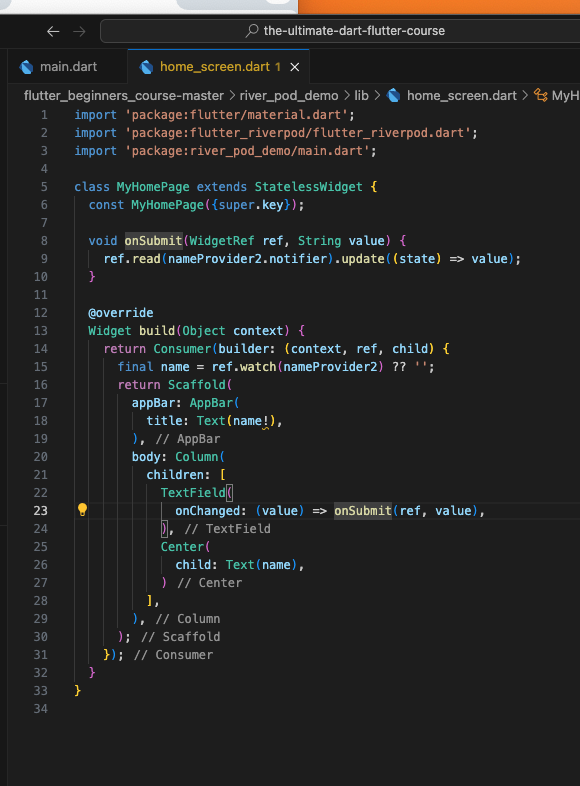 the-ultimate-dart-flutter-course
main.dart
home_screen.dart 1
flutter_beginners_course-master > river_pod_demo > lib > home_screen.dart > MyH
1 import 'package:flutter/material.dart';
2 import 'package:flutter_riverpod/flutter_riverpod.dart';
3 import 'package:river_pod_demo/main.dart';
4
5 class MyHomePage extends StatelessWidget {
6   const MyHomePage({super.key});
7
8   void onSubmit(WidgetRef ref, String value) {
9     ref.read(nameProvider2.notifier).update((state) => value);
10   }
11
12   @override
13   Widget build(Object context) {
14     return Consumer(builder: (context, ref, child) {
15       final name = ref.watch(nameProvider2) ?? '';
16       return Scaffold(
17         appBar: AppBar(
18           title: Text(name!),
19         ), // AppBar
20         body: Column(
21           children: [
22             TextField(
23               onChanged: (value) => onSubmit(ref, value),
24             ), // TextField
25             Center(
26               child: Text(name),
27             ) // Center
28           ],
29         ), // Column
30       ); // Scaffold
31     }); // Consumer
32   }
33 }
34